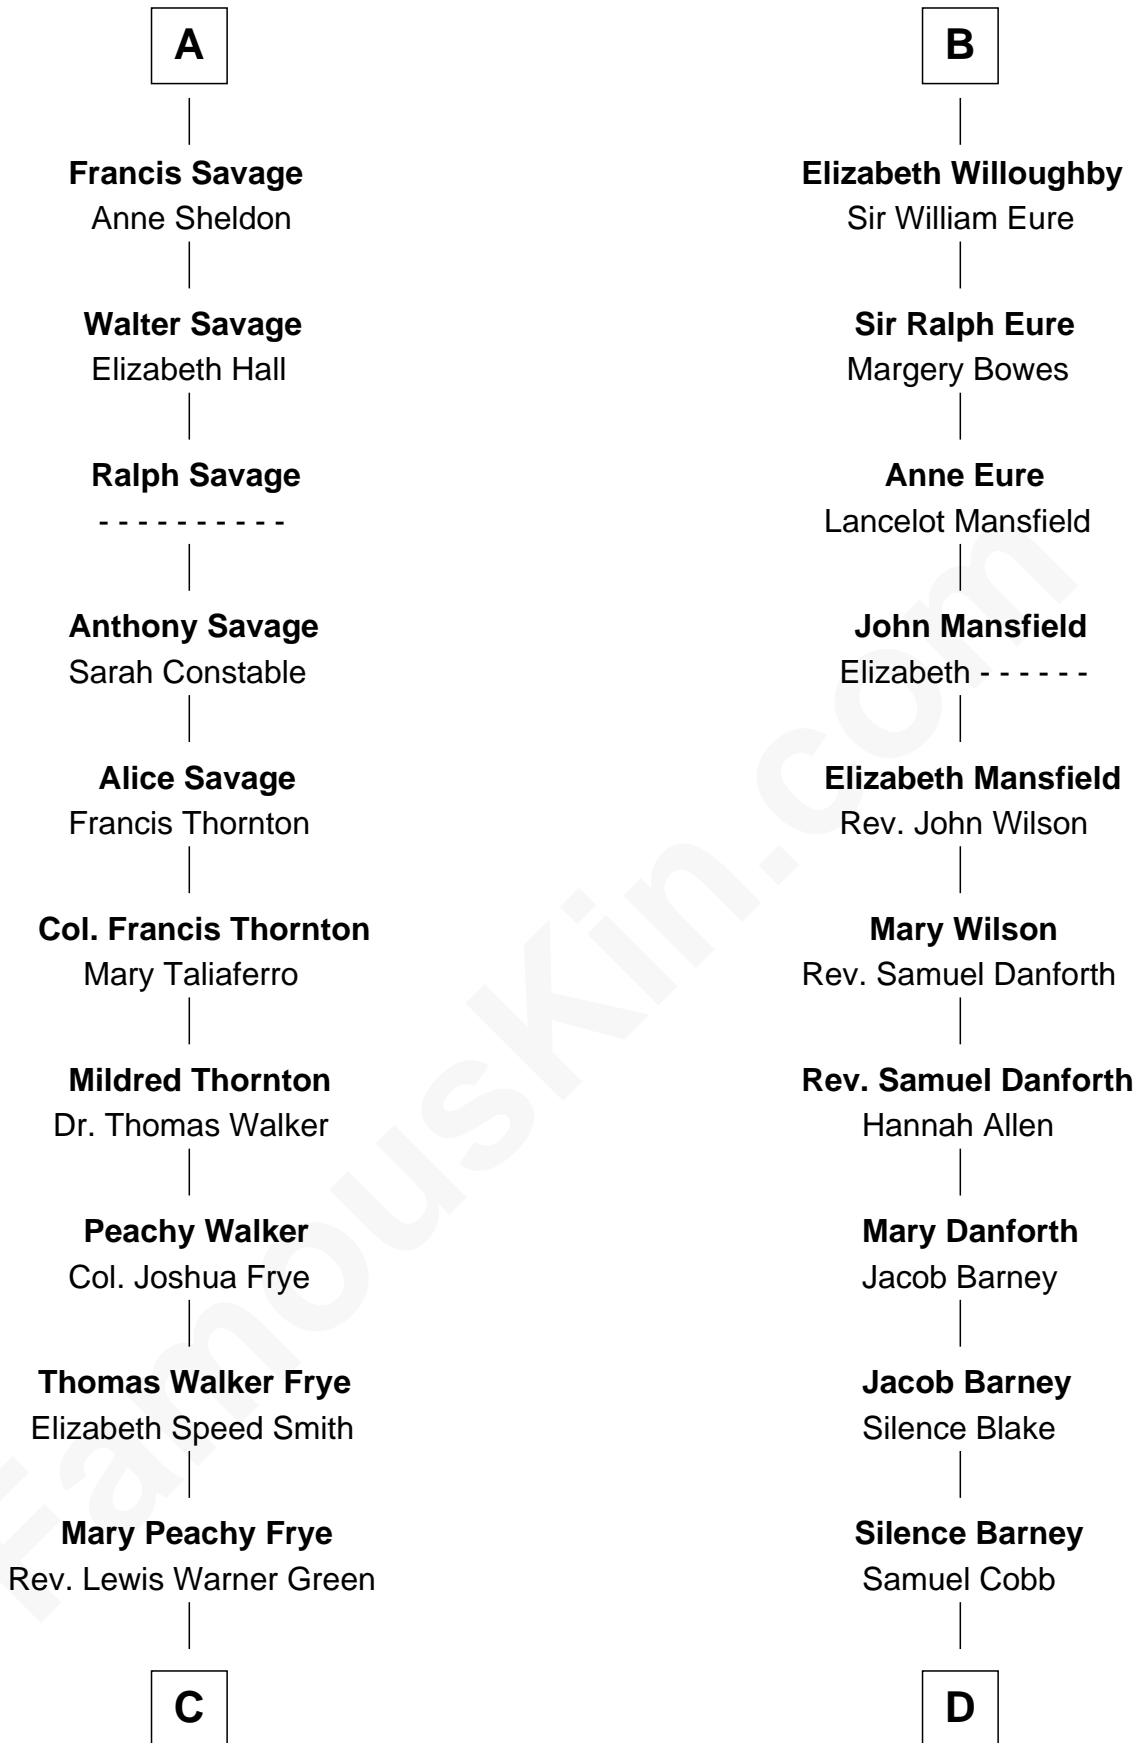 A
Francis Savage
Anne Sheldon
Walter Savage
Elizabeth Hall
Ralph Savage
- - - - - - - - - -
Anthony Savage
Sarah Constable
Alice Savage
Francis Thornton
Col. Francis Thornton
Mary Taliaferro
Mildred Thornton
Dr. Thomas Walker
Peachy Walker
Col. Joshua Frye
Thomas Walker Frye
Elizabeth Speed Smith
Mary Peachy Frye
Rev. Lewis Warner Green
C
B
Elizabeth Willoughby
Sir William Eure
Sir Ralph Eure
Margery Bowes
Anne Eure
Lancelot Mansfield
John Mansfield
Elizabeth - - - - - -
Elizabeth Mansfield
Rev. John Wilson
Mary Wilson
Rev. Samuel Danforth
Rev. Samuel Danforth
Hannah Allen
Mary Danforth
Jacob Barney
Jacob Barney
Silence Blake
Silence Barney
Samuel Cobb
D
FamousKin.com